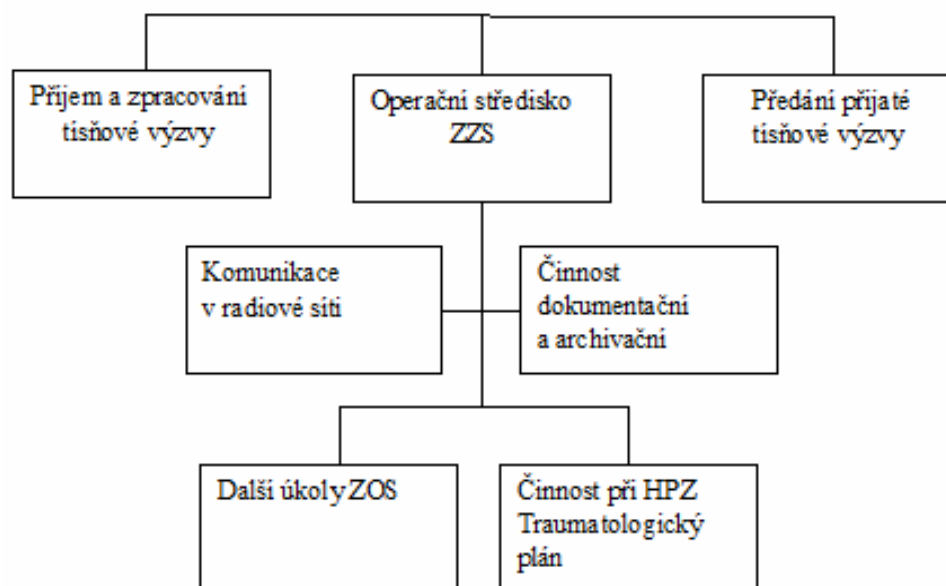 Příjem a zpracování
tísňové výzvy
Operační středisko
ZZS
Předání přijaté
tísňové výzvy
Komunikace
v radiové síti
Činnost
dokumentační
a archivační
Další úkoly ZOS
Činnost při HPZ
Traumatologický
plán